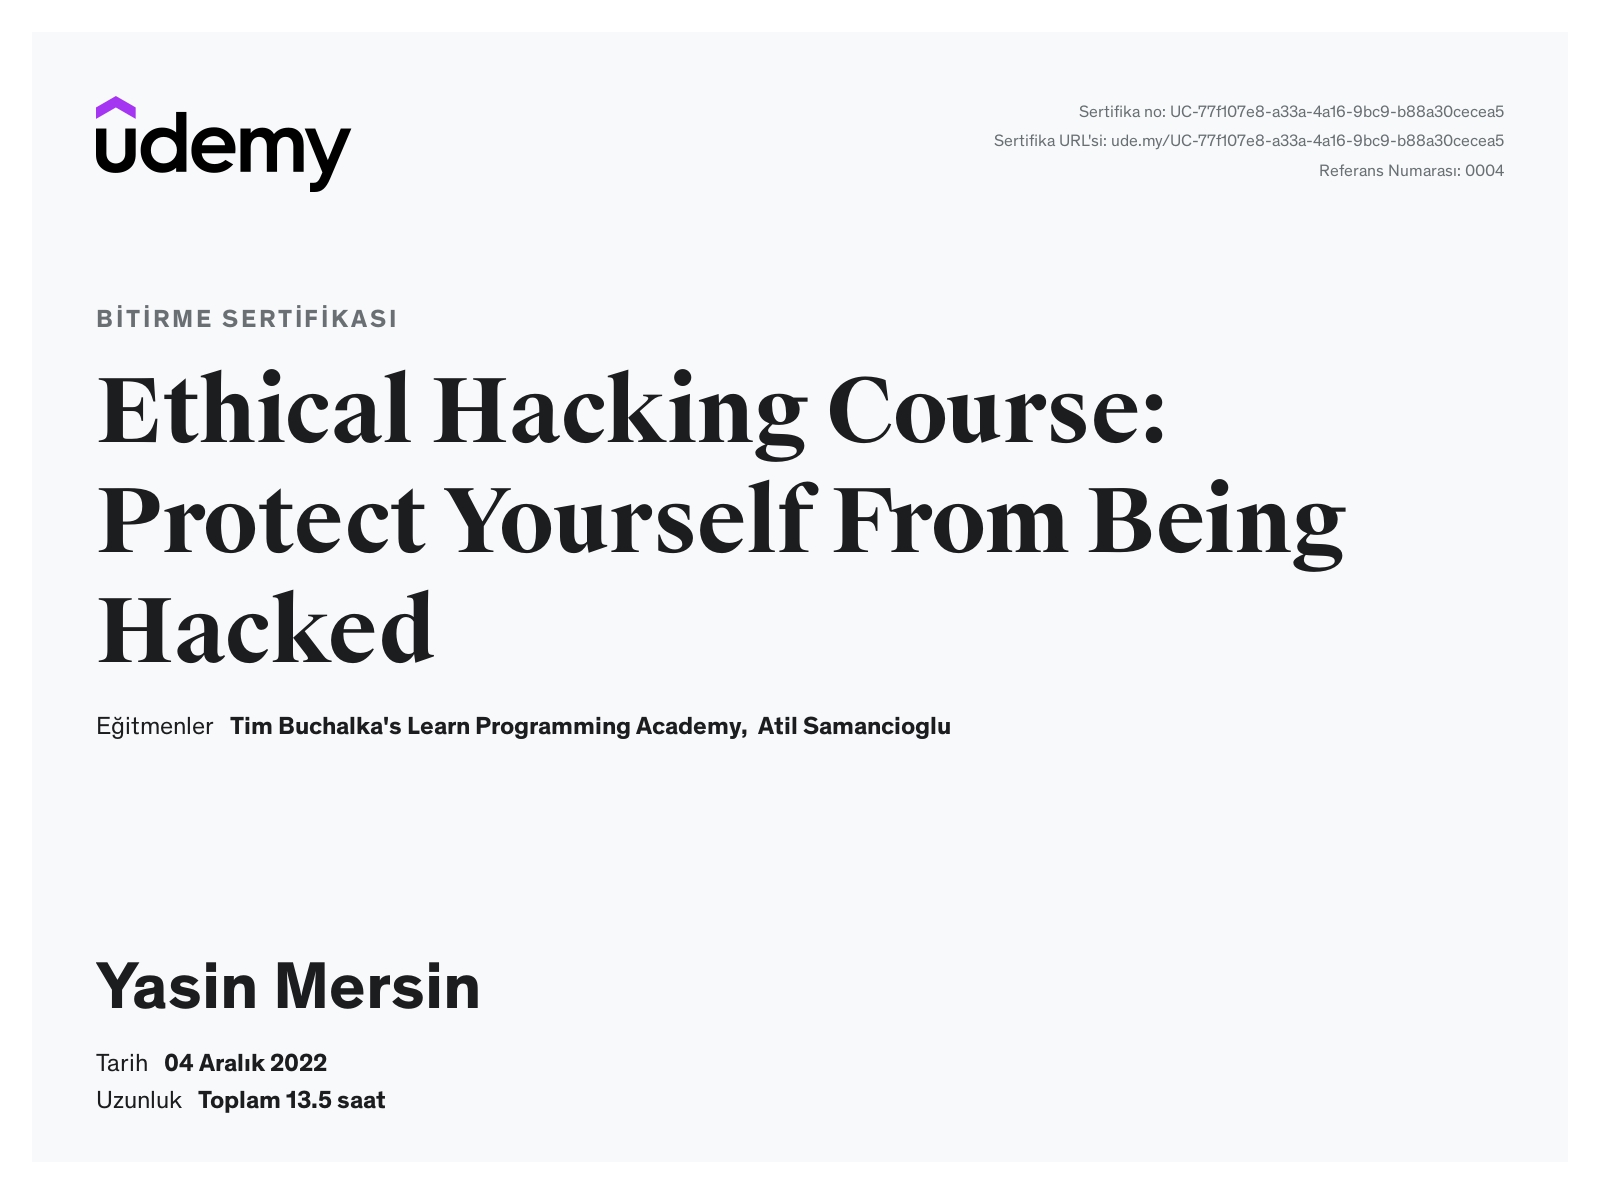 udemy
Sertifika no: UC-77f107e8-a33a-4a16-9bc9-b88a30cecea5
Sertifika URL'si: ude.my/UC-77f107e8-a33a-4a16-9bc9-b88a30cecea5
Referans Numarası: 0004
BİTİRME SERTİFİKASI
Ethical Hacking Course:
Protect Yourself From Being
Hacked
Eğitmenler Tim Buchalka's Learn Programming Academy, Atil Samancioglu
Yasin Mersin
Tarih 04 Aralık 2022
Uzunluk Toplam 13.5 saat